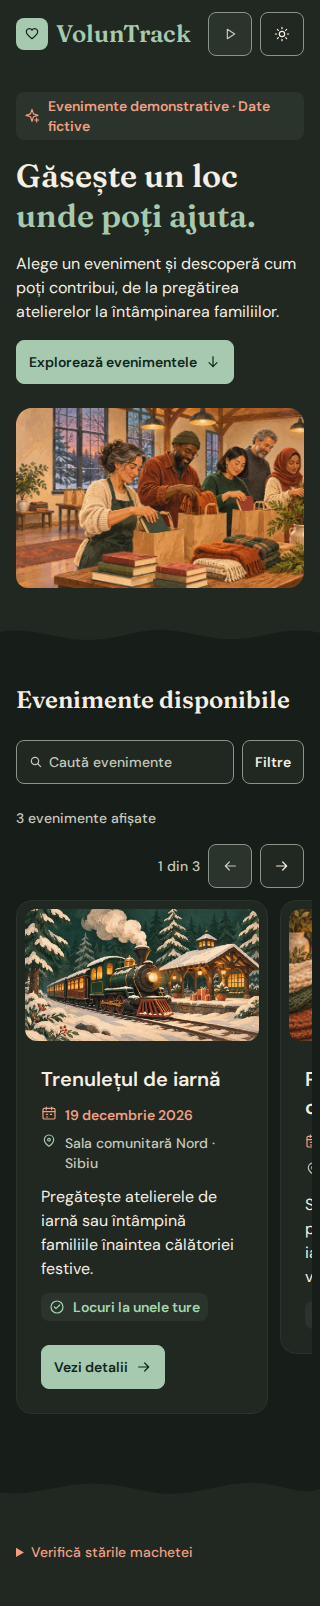 VolunTrack
Evenimente demonstrative · Date
fictive
Găsește un loc
unde poți ajuta.
Alege un eveniment și descoperă cum
poți contribui, de la pregătirea
atelierelor la întâmpinarea familiilor.
Explorează evenimentele
Evenimente disponibile
Caută evenimente
Filtre
3 evenimente afișate
1 din 3
Trenulețul de iarnă
19 decembrie 2026
Sala comunitară Nord ·
Sibiu
Pregătește atelierele de
iarnă sau întâmpină
familiile înaintea călătoriei
festive.
Locuri la unele ture
Vezi detalii
Verifică stările machetei